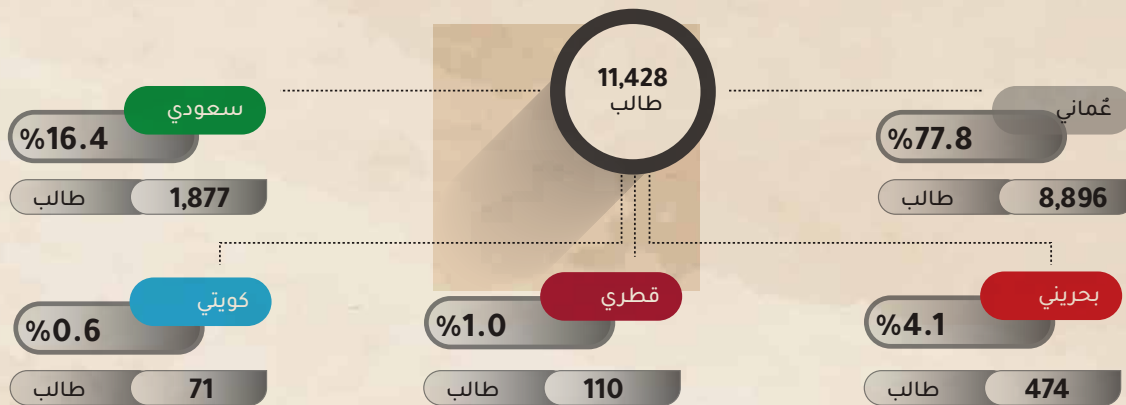 11,428
طالب
عُماني
%77.8
8,896 طالب
سعودي
%16.4
1,877 طالب
بحريني
%4.1
474 طالب
قطري
%1.0
110 طالب
كويتي
%0.6
71 طالب